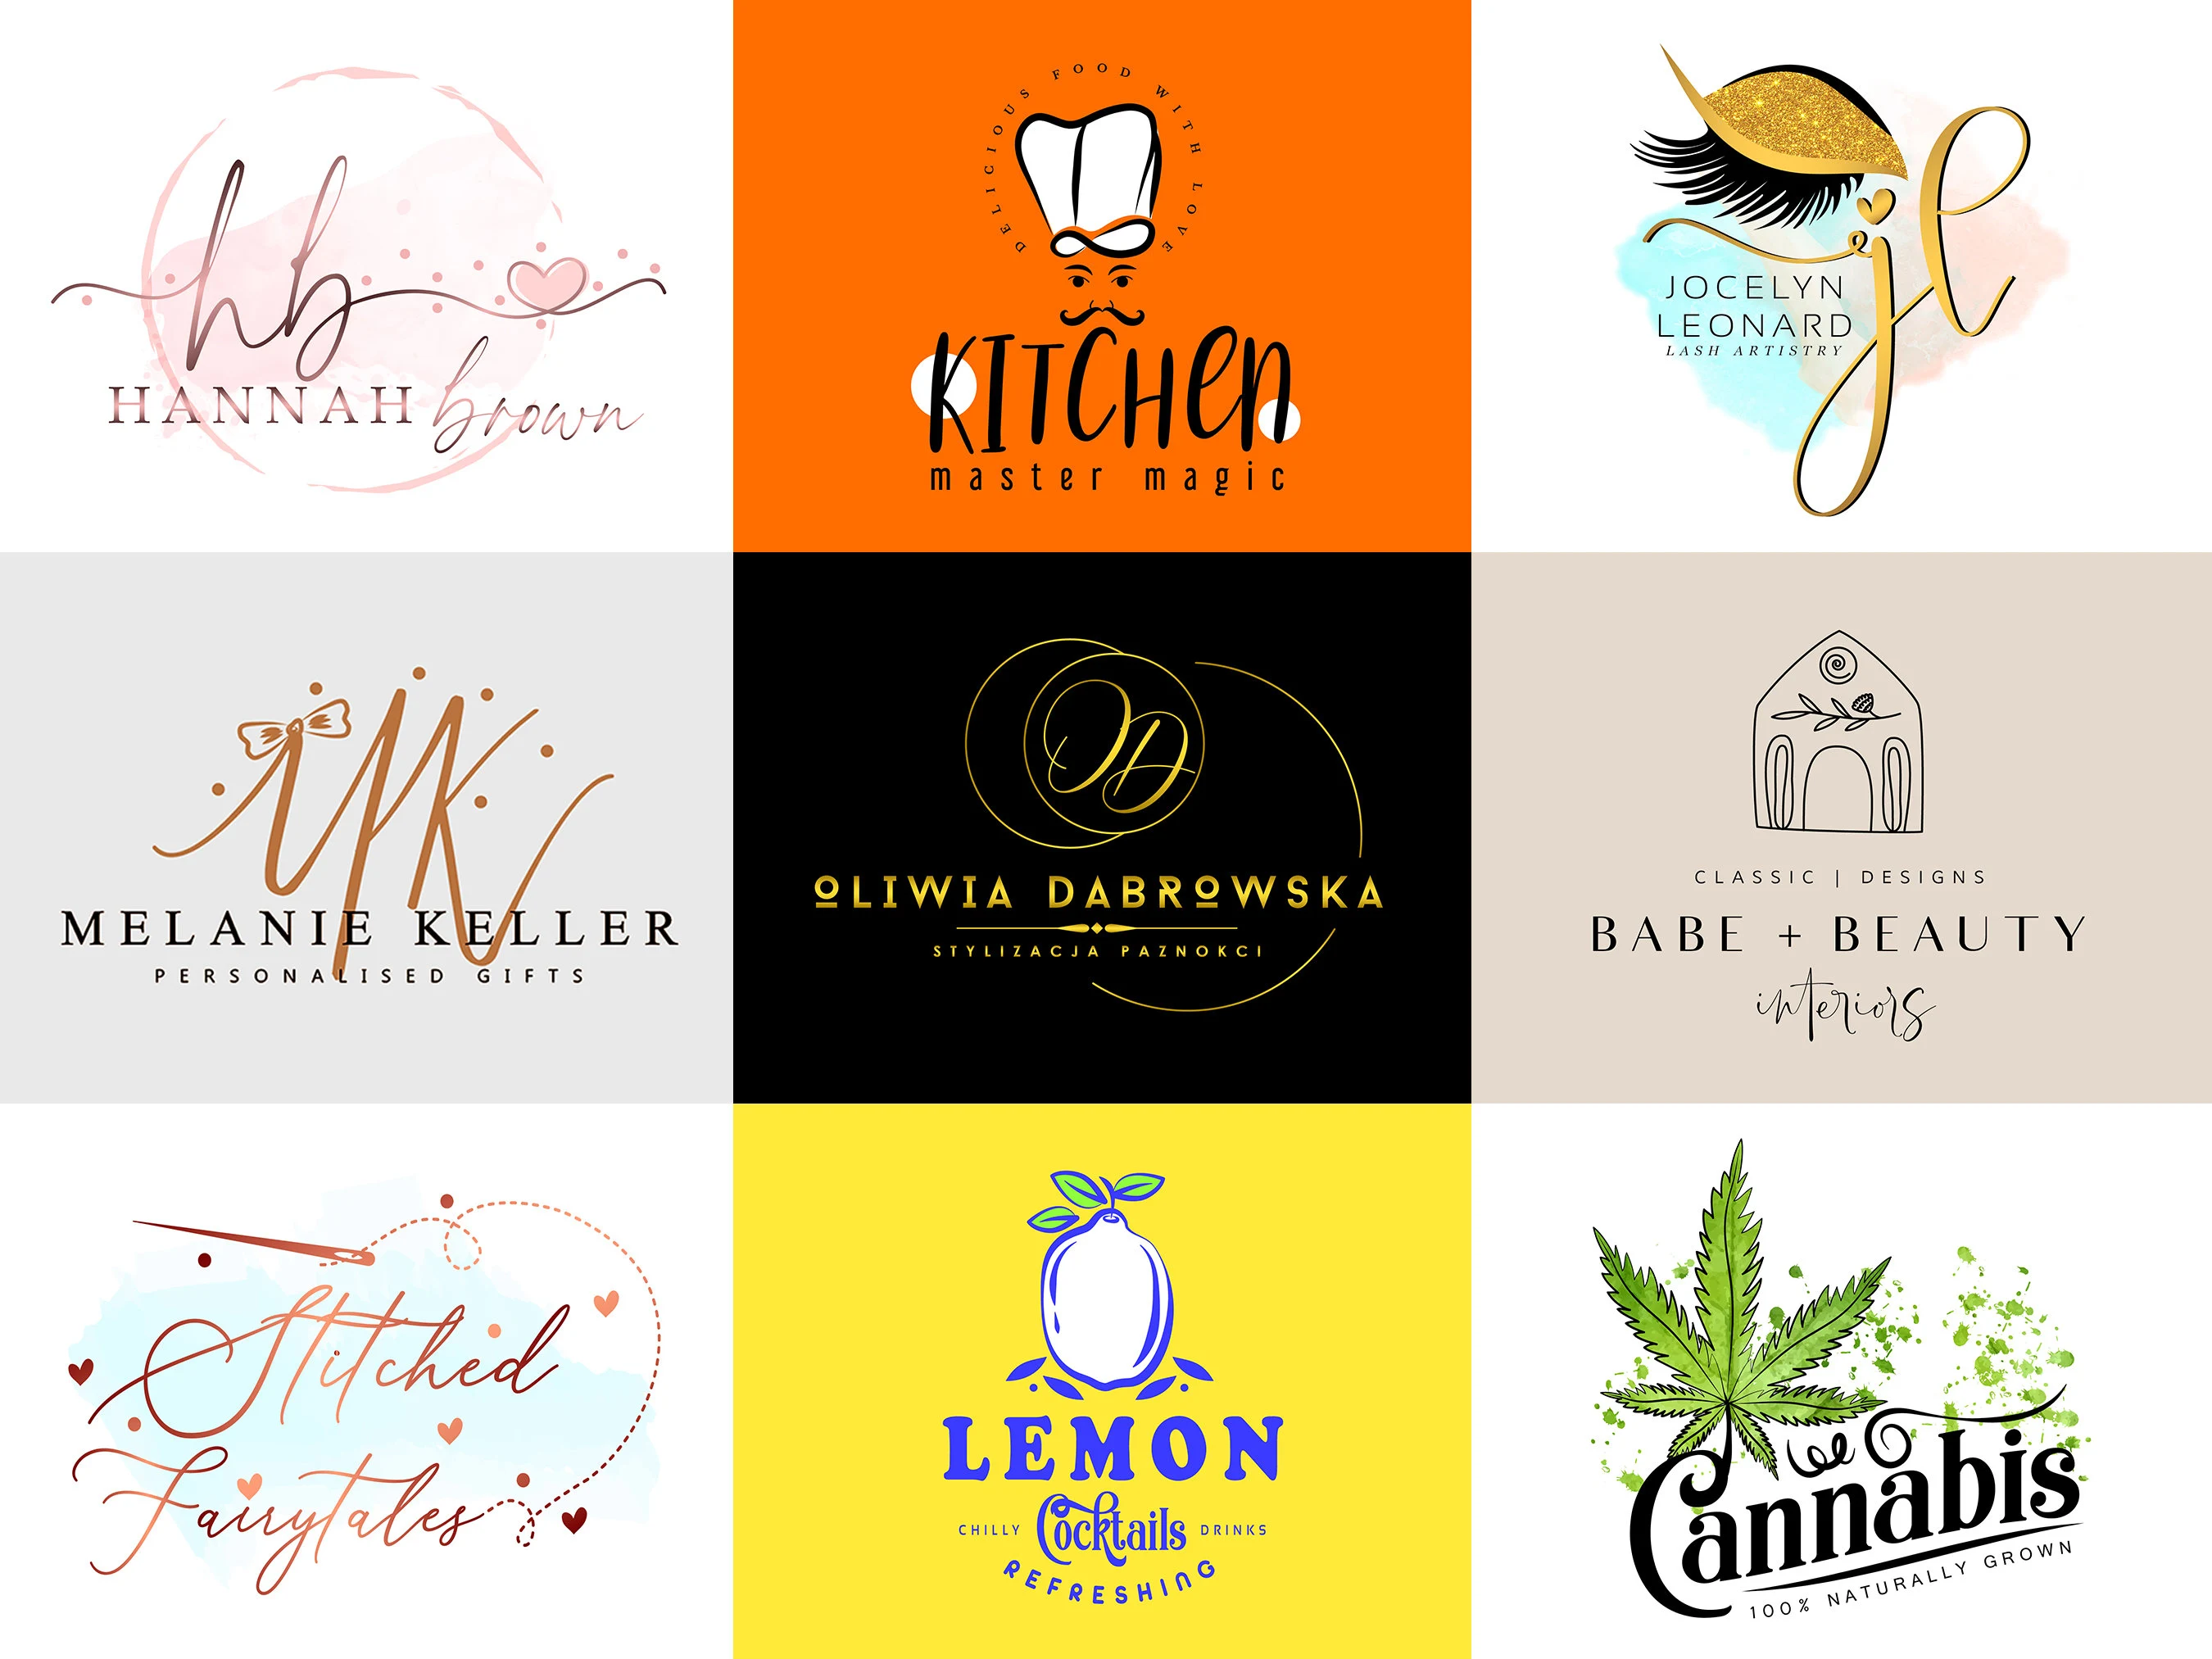 hb
HANNAH brown
DELICIOUS FOOD WITH LOVE
KITCHEN
master magic
jl
JOCELYN
LEONARD
LASH ARTISTRY
MK
MELANIE KELLER
PERSONALISED GIFTS
OD
OLIWIA DABROWSKA
STYLIZACJA PAZNOKCI
CLASSIC | DESIGNS
BABE + BEAUTY
interiors
Stitched
Fairytales
LEMON
CHILLY Cocktails DRINKS
REFRESHING
Cannabis
100% NATURALLY GROWN